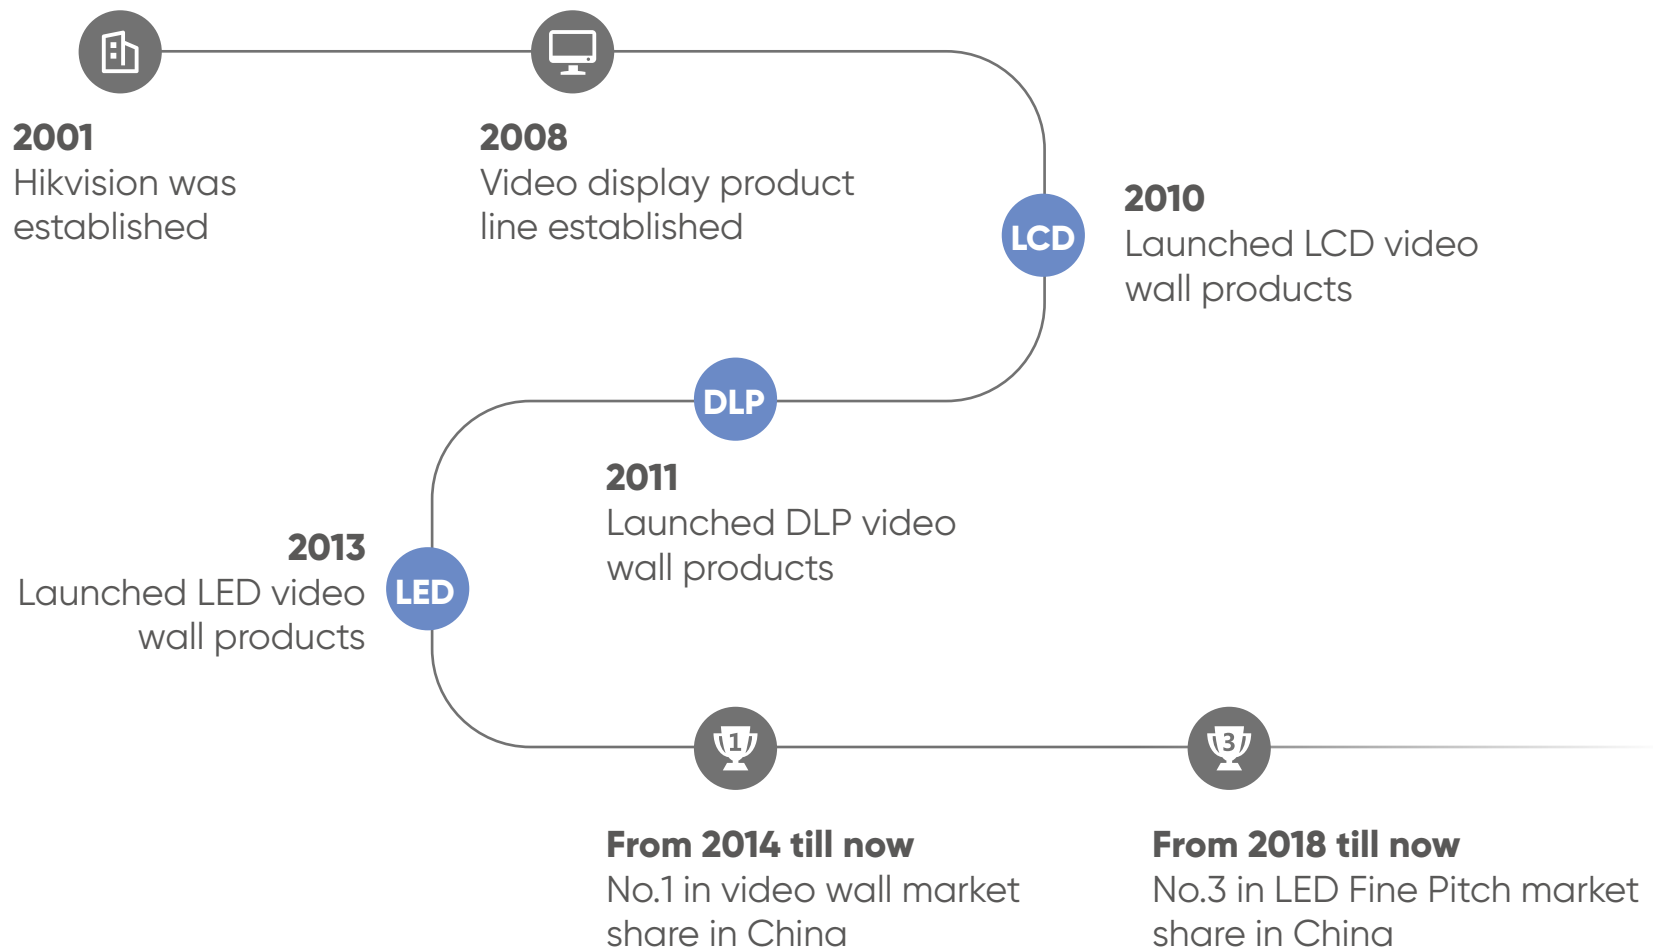 2001
Hikvision was
established
2008
Video display product
line established
LCD
2010
Launched LCD video
wall products
DLP
2011
Launched DLP video
wall products
2013
Launched LED video
wall products
LED
1
From 2014 till now
No.1 in video wall market
share in China
3
From 2018 till now
No.3 in LED Fine Pitch market
share in China